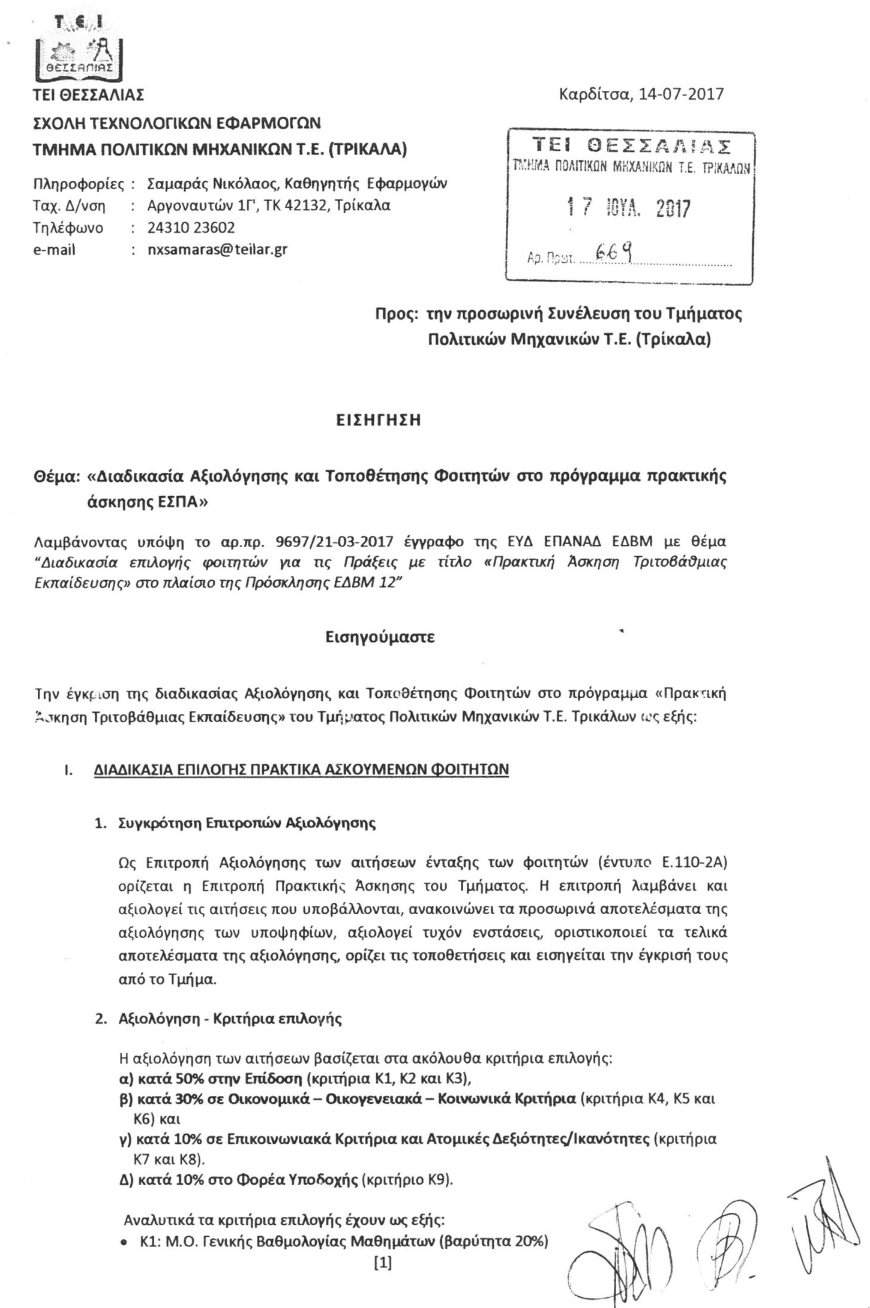 Τ.Ε.Ι
ΘΕΣΣΑΛΙΑΣ
ΤΕΙ ΘΕΣΣΑΛΙΑΣ
ΣΧΟΛΗ ΤΕΧΝΟΛΟΓΙΚΩΝ ΕΦΑΡΜΟΓΩΝ
ΤΜΗΜΑ ΠΟΛΙΤΙΚΩΝ ΜΗΧΑΝΙΚΩΝ Τ.Ε. (ΤΡΙΚΑΛΑ)
Πληροφορίες : Σαμαράς Νικόλαος, Καθηγητής Εφαρμογών
Ταχ. Δ/νση : Αργοναυτών 1Γ', ΤΚ 42132, Τρίκαλα
Τηλέφωνο : 24310 23602
e-mail : nxsamaras@teilar.gr
Καρδίτσα, 14-07-2017
ΤΕΙ ΘΕΣΣΑΛΙΑΣ
ΤΜΗΜΑ ΠΟΛΙΤΙΚΩΝ ΜΗΧΑΝΙΚΩΝ Τ.Ε. ΤΡΙΚΑΛΩΝ
17 ΙΟΥΛ. 2017
Αρ. Πρωτ. 669
Προς: την προσωρινή Συνέλευση του Τμήματος
Πολιτικών Μηχανικών Τ.Ε. (Τρίκαλα)
ΕΙΣΗΓΗΣΗ
Θέμα: «Διαδικασία Αξιολόγησης και Τοποθέτησης Φοιτητών στο πρόγραμμα πρακτικής
άσκησης ΕΣΠΑ»
Λαμβάνοντας υπόψη το αρ.πρ. 9697/21-03-2017 έγγραφο της ΕΥΔ ΕΠΑΝΑΔ ΕΔΒΜ με θέμα
"Διαδικασία επιλογής φοιτητών για τις Πράξεις με τίτλο «Πρακτική Άσκηση Τριτοβάθμιας
Εκπαίδευσης» στο πλαίσιο της Πρόσκλησης ΕΔΒΜ 12"
Εισηγούμαστε
Την έγκριση της διαδικασίας Αξιολόγησης και Τοποθέτησης Φοιτητών στο πρόγραμμα «Πρακτική
Άσκηση Τριτοβάθμιας Εκπαίδευσης» του Τμήματος Πολιτικών Μηχανικών Τ.Ε. Τρικάλων ως εξής:
I. ΔΙΑΔΙΚΑΣΙΑ ΕΠΙΛΟΓΗΣ ΠΡΑΚΤΙΚΑ ΑΣΚΟΥΜΕΝΩΝ ΦΟΙΤΗΤΩΝ
1. Συγκρότηση Επιτροπών Αξιολόγησης
Ως Επιτροπή Αξιολόγησης των αιτήσεων ένταξης των φοιτητών (έντυπο Ε.110-2Α)
ορίζεται η Επιτροπή Πρακτικής Άσκησης του Τμήματος. Η επιτροπή λαμβάνει και
αξιολογεί τις αιτήσεις που υποβάλλονται, ανακοινώνει τα προσωρινά αποτελέσματα της
αξιολόγησης των υποψηφίων, αξιολογεί τυχόν ενστάσεις, οριστικοποιεί τα τελικά
αποτελέσματα της αξιολόγησης, ορίζει τις τοποθετήσεις και εισηγείται την έγκρισή τους
από το Τμήμα.
2. Αξιολόγηση - Κριτήρια επιλογής
Η αξιολόγηση των αιτήσεων βασίζεται στα ακόλουθα κριτήρια επιλογής:
α) κατά 50% στην Επίδοση (κριτήρια Κ1, Κ2 και Κ3),
β) κατά 30% σε Οικονομικά – Οικογενειακά – Κοινωνικά Κριτήρια (κριτήρια Κ4, Κ5 και
Κ6) και
γ) κατά 10% σε Επικοινωνιακά Κριτήρια και Ατομικές Δεξιότητες/Ικανότητες (κριτήρια
Κ7 και Κ8).
Δ) κατά 10% στο Φορέα Υποδοχής (κριτήριο Κ9).
Αναλυτικά τα κριτήρια επιλογής έχουν ως εξής:
• Κ1: Μ.Ο. Γενικής Βαθμολογίας Μαθημάτων (βαρύτητα 20%)
[1]